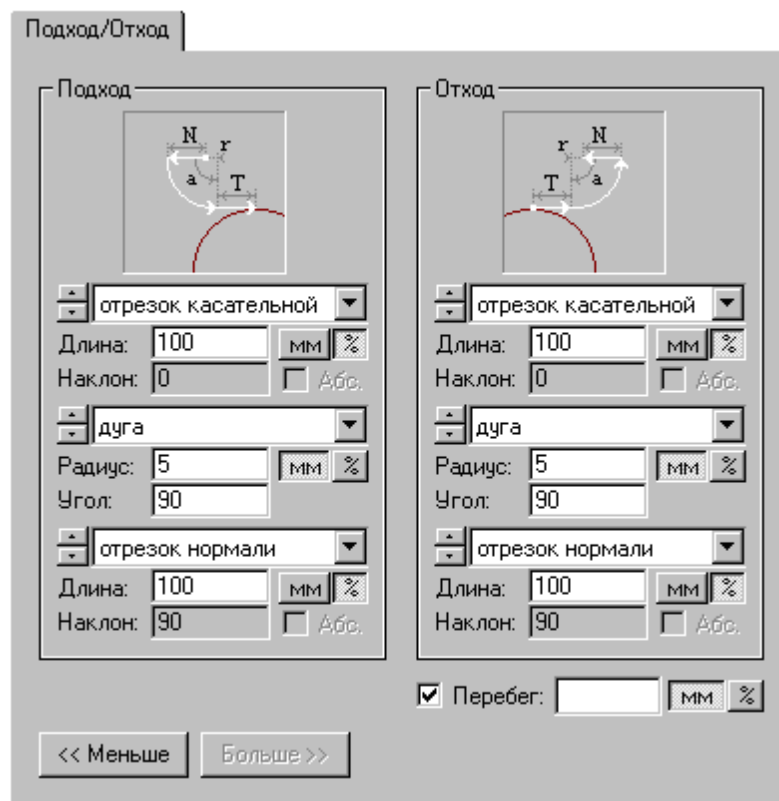 Подход/Отход
Подход
N
r
a
T
отрезок касательной
Длина: 100 мм %
Наклон: 0 Абс.
дуга
Радиус: 5 мм %
Угол: 90
отрезок нормали
Длина: 100 мм %
Наклон: 90 Абс.
Отход
r
N
T
a
отрезок касательной
Длина: 100 мм %
Наклон: 0 Абс.
дуга
Радиус: 5 мм %
Угол: 90
отрезок нормали
Длина: 100 мм %
Наклон: 90 Абс.
Перебег: мм %
<< Меньше
Больше >>